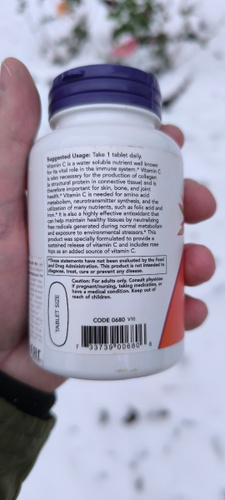 Suggested Usage: Take 1 tablet daily.
Vitamin C is a water soluble nutrient well known
for its vital role in the immune system.* Vitamin C
is also necessary for the production of collagen
(a structural protein in connective tissue) and is
therefore important for skin, bone, and joint
health.* Vitamin C is needed for amino acid
metabolism, neurotransmitter synthesis, and the
utilization of many nutrients, such as folic acid and
iron.* It is also a highly effective antioxidant that
can help maintain healthy tissues by neutralizing
free radicals generated during normal metabolism
and exposure to environmental stressors.* This
product was specially formulated to provide a
sustained release of vitamin C and includes rose
hips as an added source of vitamin C.
*These statements have not been evaluated by the Food
and Drug Administration. This product is not intended to
diagnose, treat, cure or prevent any disease.
Caution: For adults only. Consult physician
if pregnant/nursing, taking medication, or
have a medical condition. Keep out of
reach of children.
TABLET SIZE
CODE 0680 V16
7 33739 00680 8